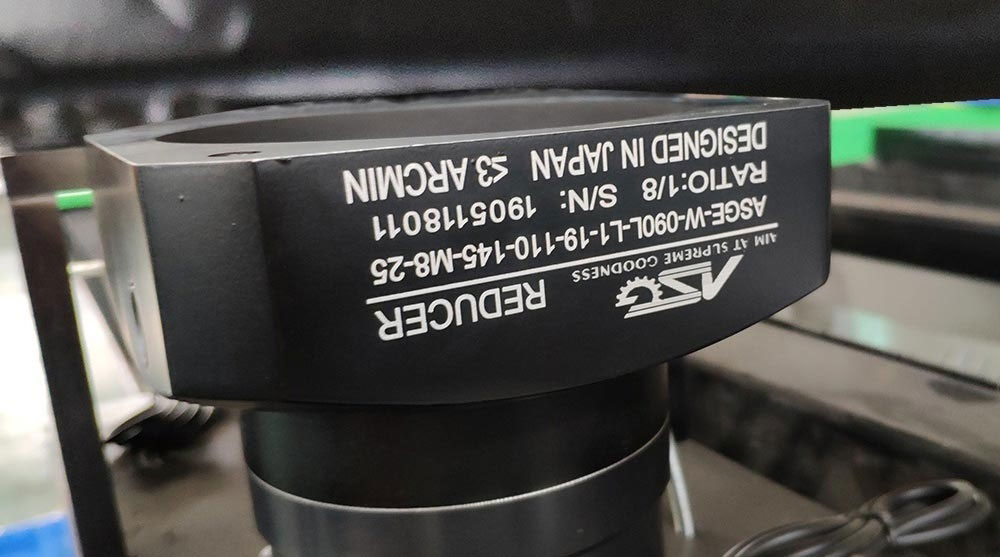 ASG REDUCER
AIM AT SLPREME GOODNESS
ASGE-W-090L-L1-19-110-145-M8-25
RATIO:1/8 S/N: 1905118011
DESIGNED IN JAPAN ≤3 ARCMIN